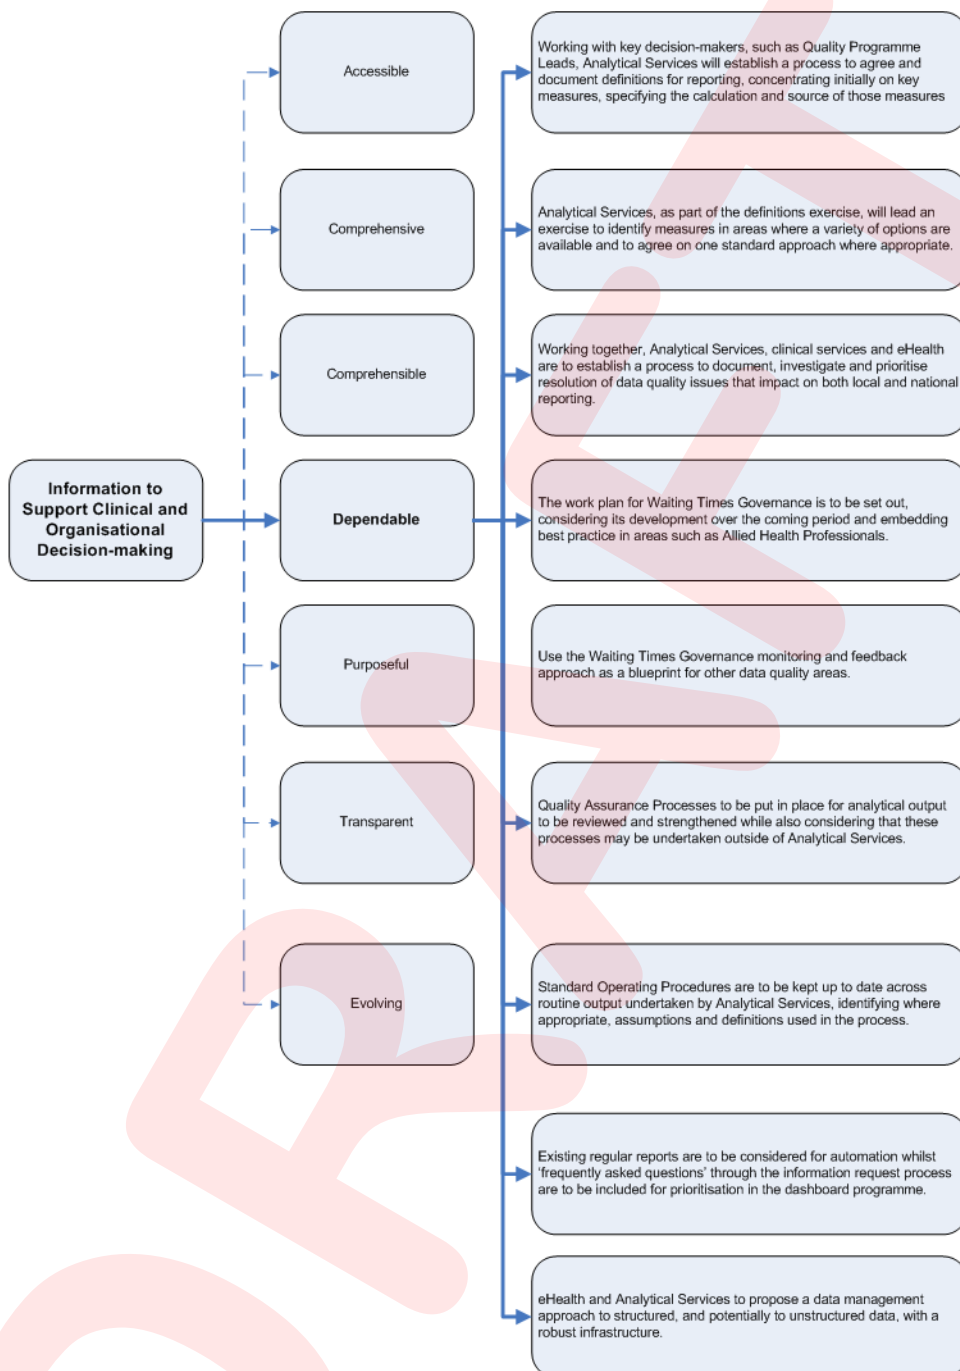 Accessible
Comprehensive
Comprehensible
Information to
Support Clinical and
Organisational
Decision-making
Dependable
Purposeful
Transparent
Evolving
Working with key decision-makers, such as Quality Programme
Leads, Analytical Services will establish a process to agree and
document definitions for reporting, concentrating initially on key
measures, specifying the calculation and source of those measures
Analytical Services, as part of the definitions exercise, will lead an
exercise to identify measures in areas where a variety of options are
available and to agree on one standard approach where appropriate.
Working together, Analytical Services, clinical services and eHealth
are to establish a process to document, investigate and prioritise
resolution of data quality issues that impact on both local and national
reporting.
The work plan for Waiting Times Governance is to be set out,
considering its development over the coming period and embedding
best practice in areas such as Allied Health Professionals.
Use the Waiting Times Governance monitoring and feedback
approach as a blueprint for other data quality areas.
Quality Assurance Processes to be put in place for analytical output
to be reviewed and strengthened while also considering that these
processes may be undertaken outside of Analytical Services.
Standard Operating Procedures are to be kept up to date across
routine output undertaken by Analytical Services, identifying where
appropriate, assumptions and definitions used in the process.
Existing regular reports are to be considered for automation whilst
‘frequently asked questions’ through the information request process
are to be included for prioritisation in the dashboard programme.
eHealth and Analytical Services to propose a data management
approach to structured, and potentially to unstructured data, with a
robust infrastructure.
DRAFT